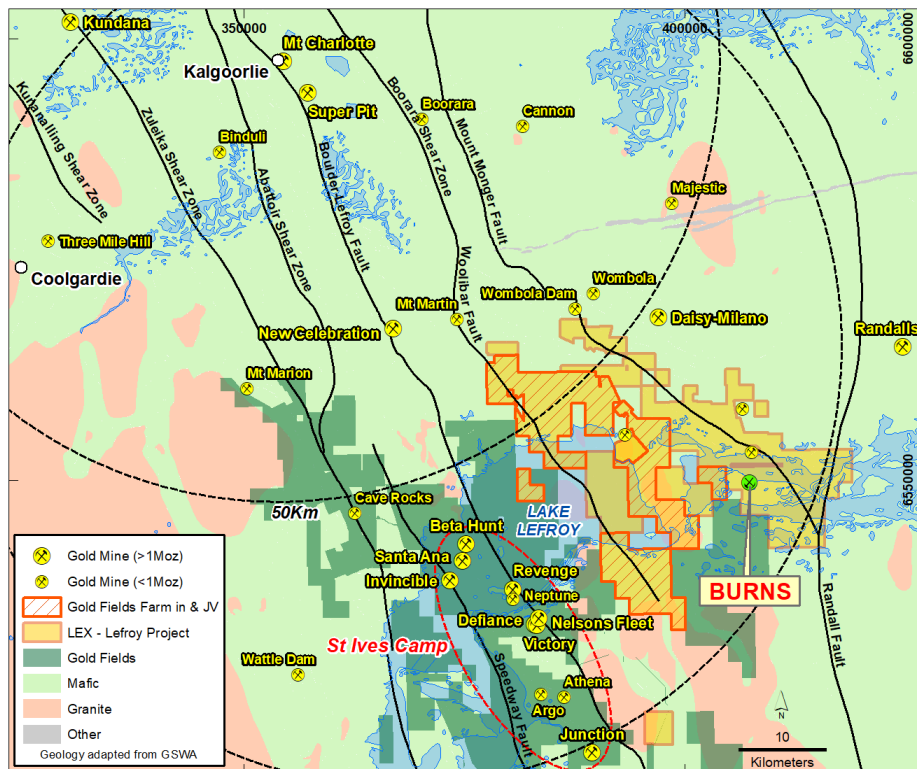 Kundana
350000
400000
6600000
Mt Charlotte
Kalgoorlie
Super Pit
Boorara
Cannon
Binduli
Kunanalling Shear Zone
Zuleika Shear Zone
Abattoir Shear Zone
Boulder-Lefroy Fault
Boorara Shear Zone
Mount Monger Fault
Majestic
Three Mile Hill
Coolgardie
Woolibar Fault
Wombola
Wombola Dam
Mt Martin
New Celebration
Daisy-Milano
Randalls
Mt Marion
50Km
Cave Rocks
Beta Hunt
LAKE
LEFROY
6550000
Santa Ana
Invincible
Revenge
Neptune
BURNS
Defiance
Nelsons Fleet
Victory
St Ives Camp
Speedway Fault
Randall Fault
Wattle Dam
Athena
Argo
Junction
N
10
Kilometers
Gold Mine (>1Moz)
Gold Mine (<1Moz)
Gold Fields Farm in & JV
LEX - Lefroy Project
Gold Fields
Mafic
Granite
Other
Geology adapted from GSWA